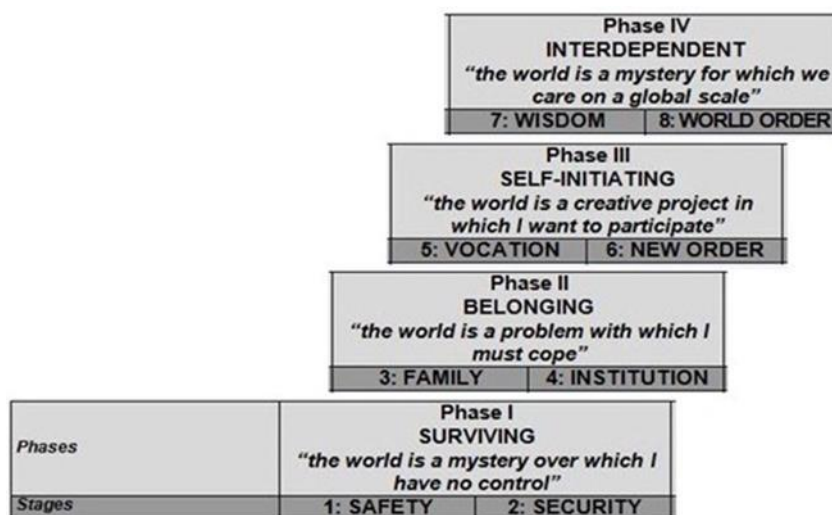 Phase IV
INTERDEPENDENT
“the world is a mystery for which we
care on a global scale”
7: WISDOM 8: WORLD ORDER
Phase III
SELF-INITIATING
“the world is a creative project in
which I want to participate”
5: VOCATION 6: NEW ORDER
Phase II
BELONGING
“the world is a problem with which I
must cope”
3: FAMILY 4: INSTITUTION
Phases
Phase I
SURVIVING
“the world is a mystery over which I
have no control”
Stages 1: SAFETY 2: SECURITY